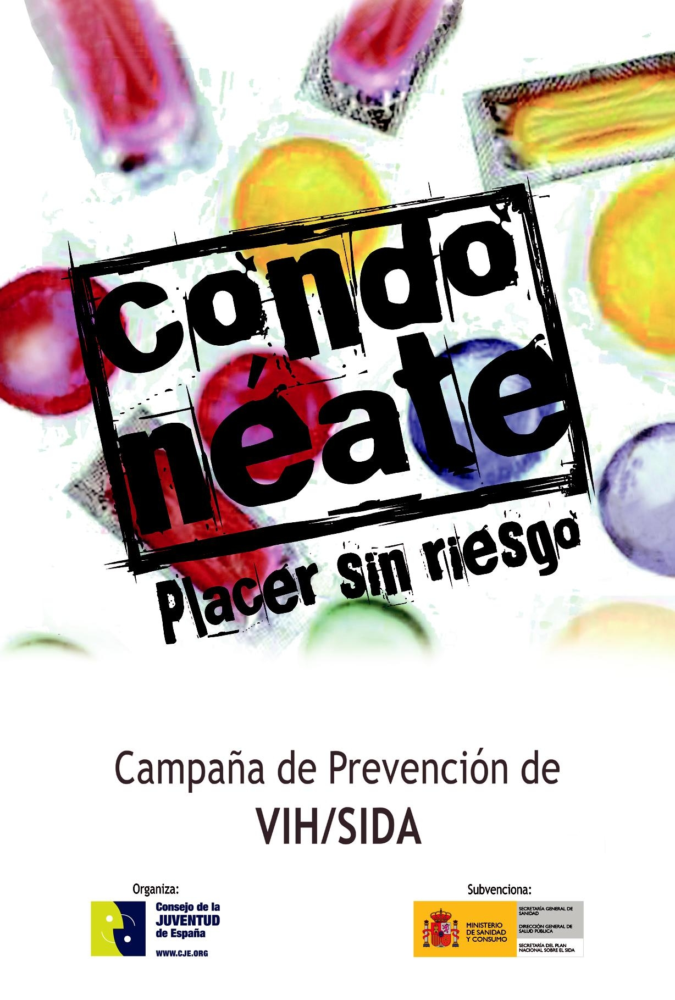 condo
néate
Placer sin riesgo
Campaña de Prevención de
VIH/SIDA
Organiza:
Consejo de la
JUVENTUD
de España
WWW.CJE.ORG
Subvenciona:
MINISTERIO
DE SANIDAD
Y CONSUMO
SECRETARÍA GENERAL DE
SANIDAD
DIRECCIÓN GENERAL DE
SALUD PÚBLICA
SECRETARÍA DEL PLAN
NACIONAL SOBRE EL SIDA